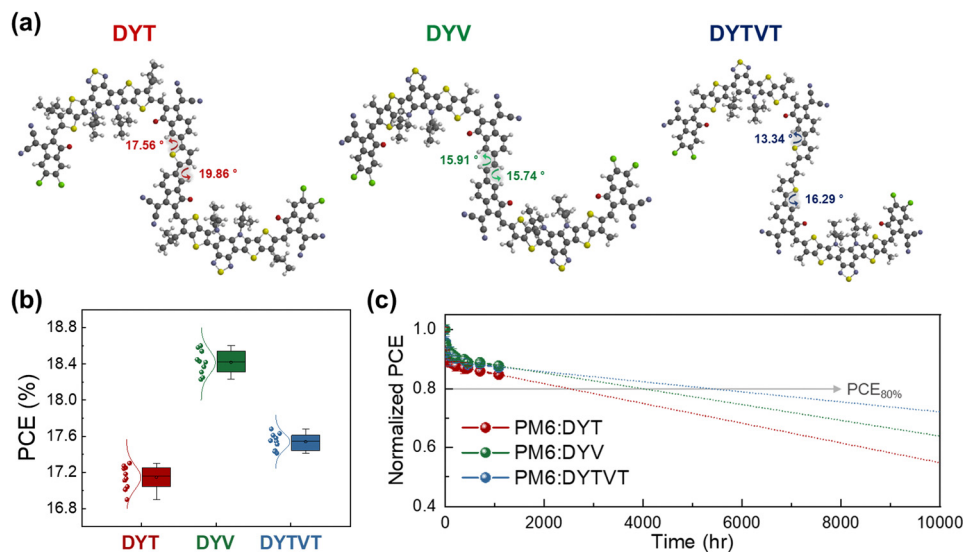 (a)
DYT
DYV
DYTVT
17.56 °
19.86 °
15.91 °
15.74 °
13.34 °
16.29 °
(b)
PCE (%)
18.8
18.4
18.0
17.6
17.2
16.8
DYT
DYV
DYTVT
(c)
Normalized PCE
1.0
0.8
0.6
0.4
PCE80%
PM6:DYT
PM6:DYV
PM6:DYTVT
0
2000
4000
6000
8000
10000
Time (hr)